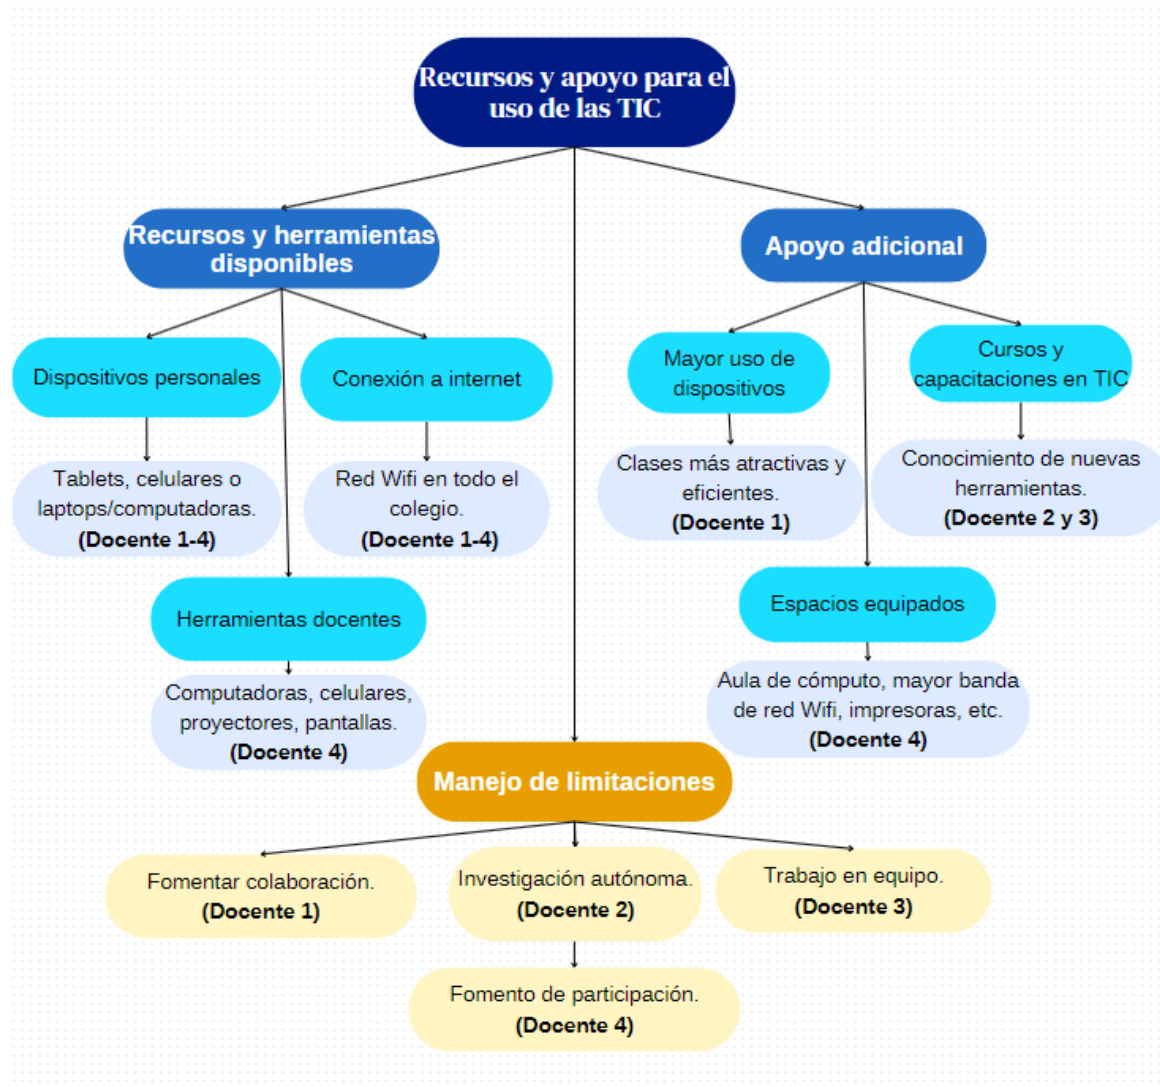 Recursos y apoyo para el
uso de las TIC
Recursos y herramientas
disponibles
Apoyo adicional
Dispositivos personales
Conexión a internet
Mayor uso de
dispositivos
Cursos y
capacitaciones en TIC
Tablets, celulares o
laptops/computadoras.
(Docente 1-4)
Red Wifi en todo el
colegio.
(Docente 1-4)
Clases más atractivas y
eficientes.
(Docente 1)
Conocimiento de nuevas
herramientas.
(Docente 2 y 3)
Herramientas docentes
Espacios equipados
Computadoras, celulares,
proyectores, pantallas.
(Docente 4)
Aula de cómputo, mayor banda
de red Wifi, impresoras, etc.
(Docente 4)
Manejo de limitaciones
Fomentar colaboración.
(Docente 1)
Investigación autónoma.
(Docente 2)
Trabajo en equipo.
(Docente 3)
Fomento de participación.
(Docente 4)